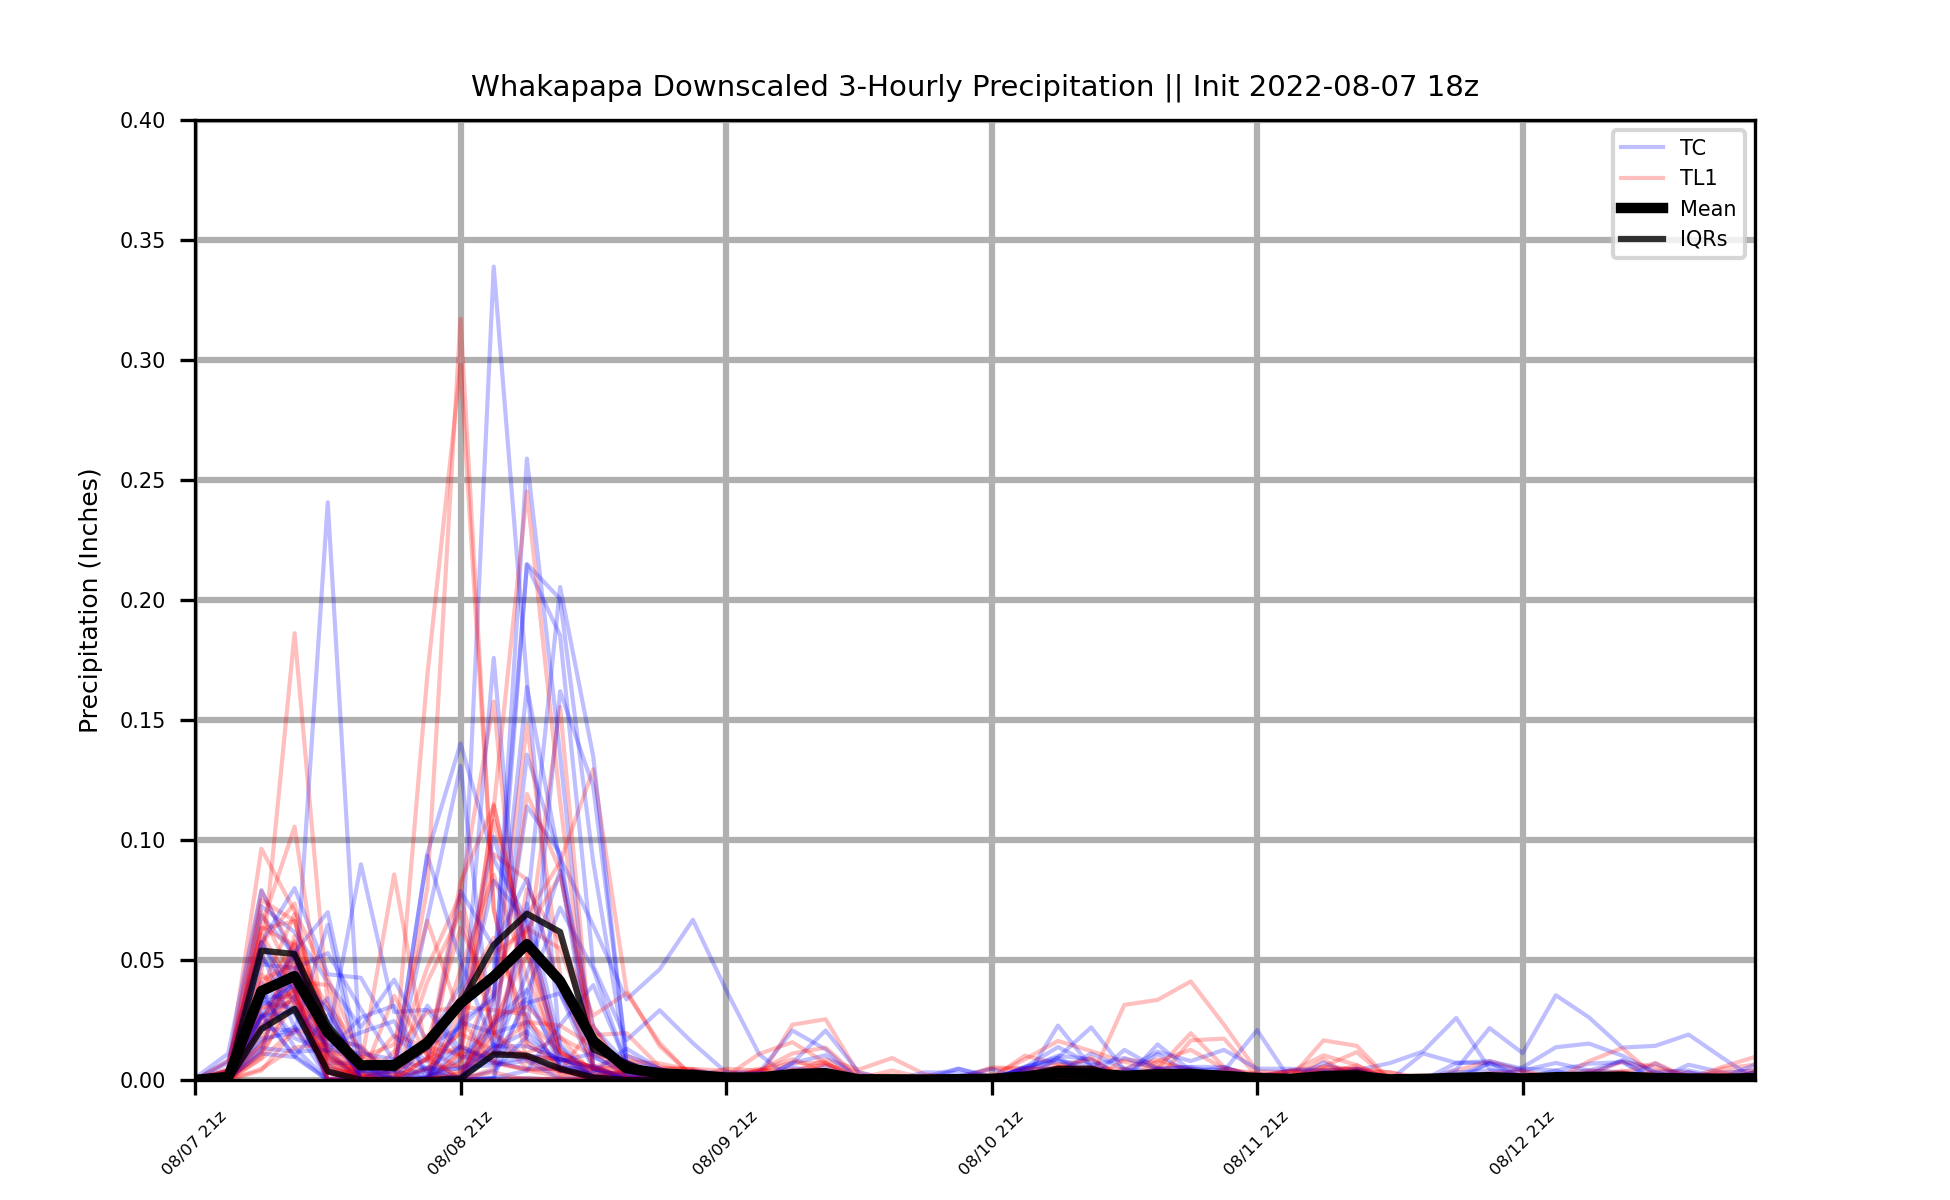 Whakapapa Downscaled 3-Hourly Precipitation || Init 2022-08-07 18z
TC
TL1
Mean
IQRs
Precipitation (Inches)
0.40
0.35
0.30
0.25
0.20
0.15
0.10
0.05
0.00
08/07 21z
08/08 21z
08/09 21z
08/10 21z
08/11 21z
08/12 21z